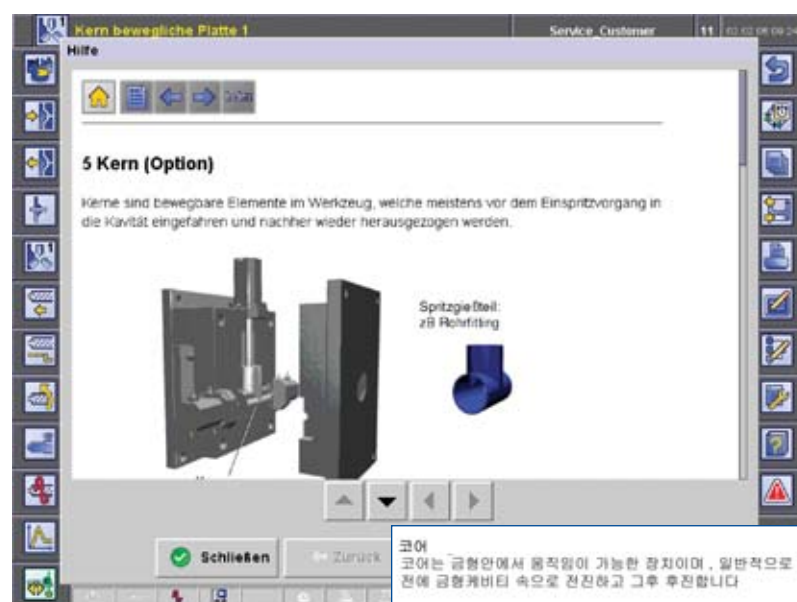 Kern bewegliche Platte 1
Service_Customer
11
Hilfe
5 Kern (Option)
Kerne sind bewegbare Elemente im Werkzeug, welche meistens vor dem Einspritzvorgang in
die Kavität eingefahren und nachher wieder herausgezogen werden.
Spritzgießteil:
zB Rohrfitting
Schließen
Zurück
코어
코어는 금형안에서 움직임이 가능한 장치이며 , 일반적으로
전에 금형케비티 속으로 전진하고 그후 후진합니다